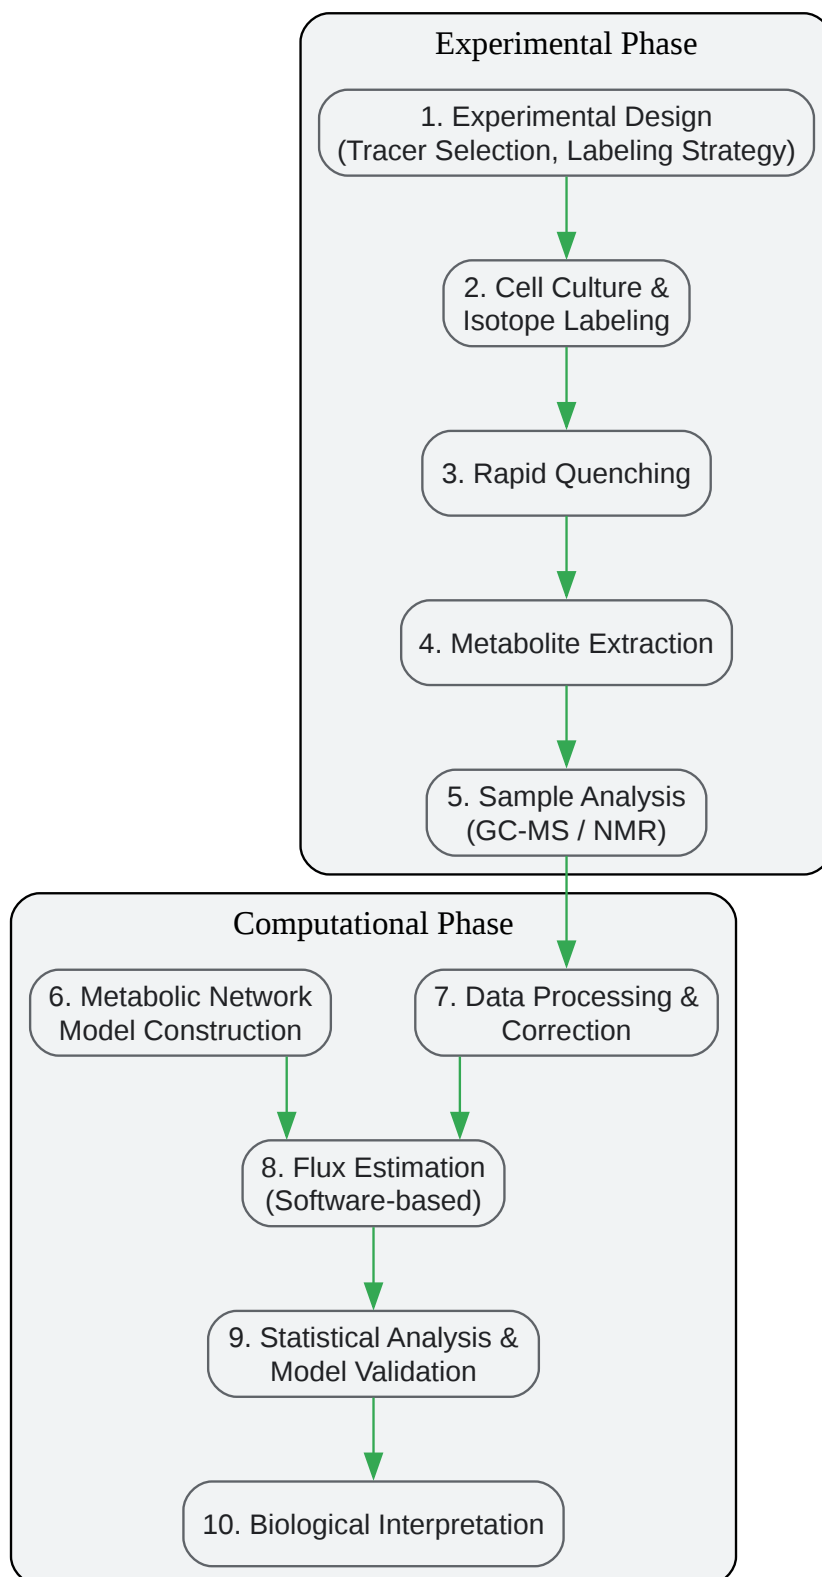 Experimental Phase
1. Experimental Design
(Tracer Selection, Labeling Strategy)
2. Cell Culture &
Isotope Labeling
3. Rapid Quenching
4. Metabolite Extraction
5. Sample Analysis
(GC-MS / NMR)
Computational Phase
6. Metabolic Network
Model Construction
7. Data Processing &
Correction
8. Flux Estimation
(Software-based)
9. Statistical Analysis &
Model Validation
10. Biological Interpretation